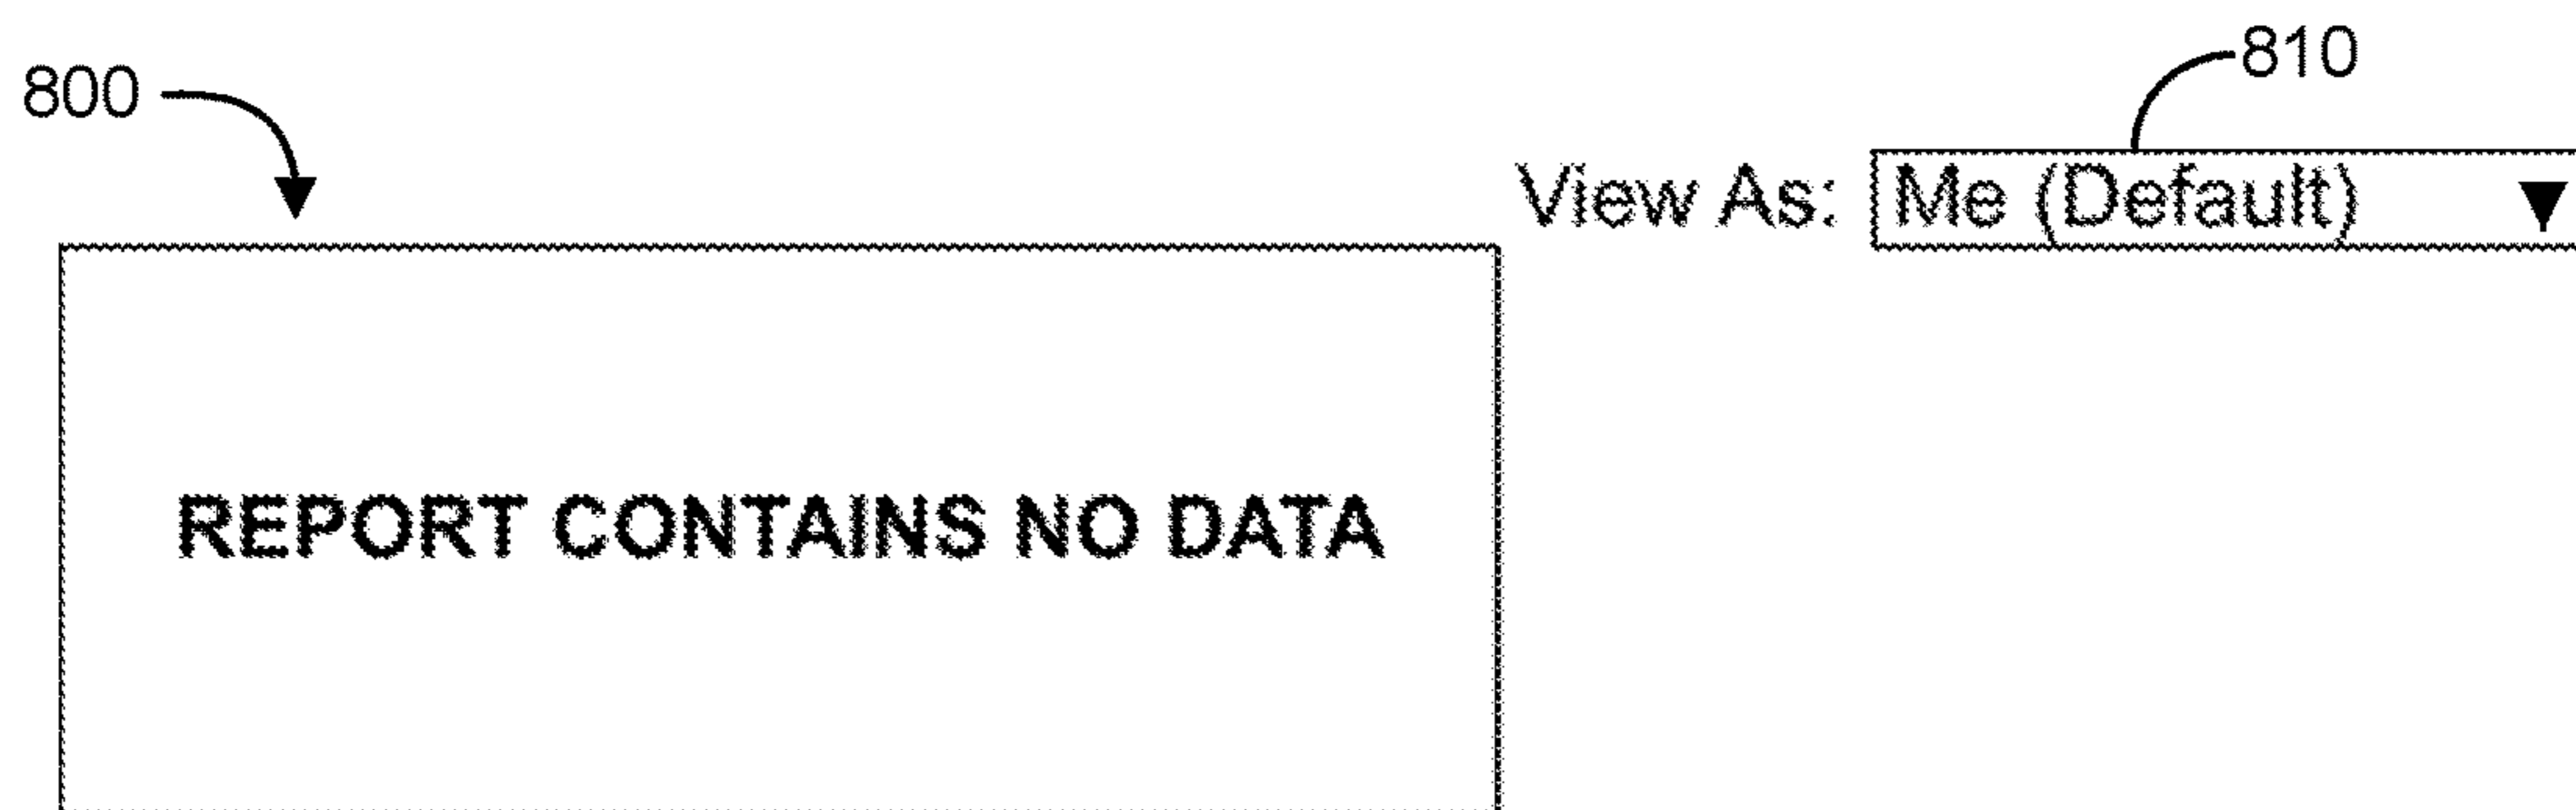 800
810
View As: Me (Default)
REPORT CONTAINS NO DATA